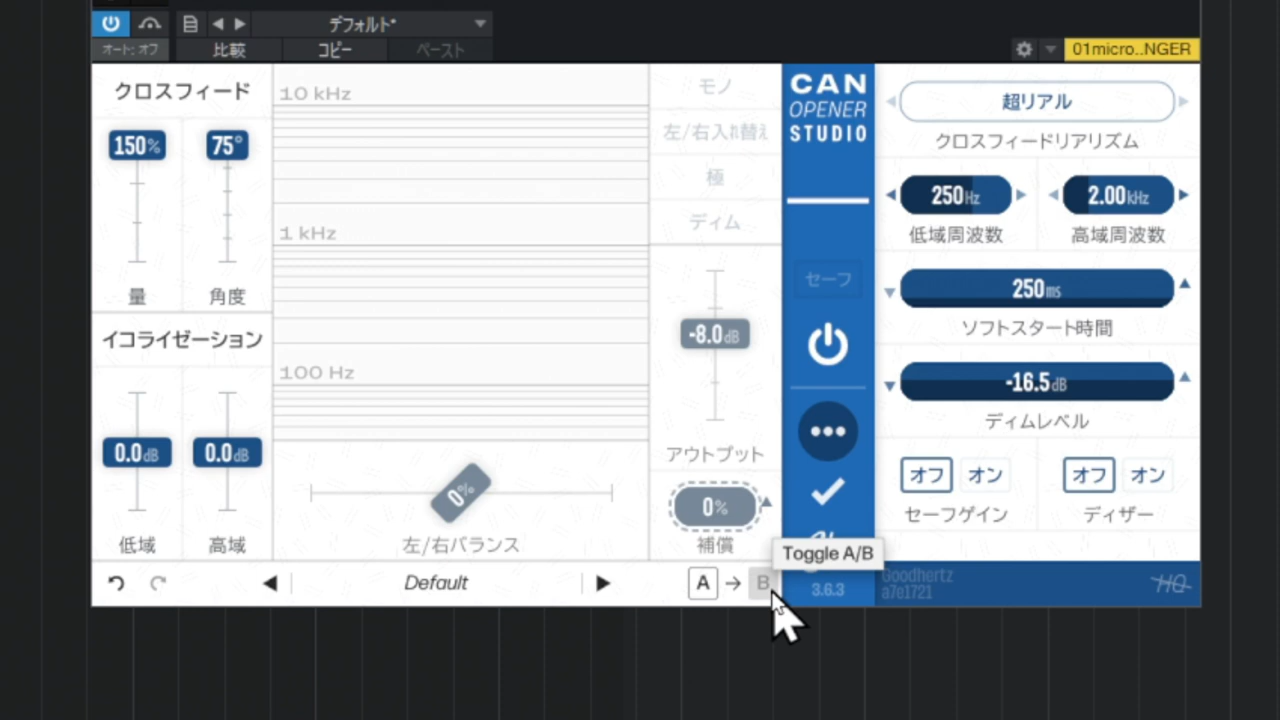 デフォルト*
オート: オフ
比較
コピー
ペースト
01micro..NGER
クロスフィード
150%
75°
量
角度
イコライゼーション
0.0dB
0.0dB
低域
高域
10 kHz
1 kHz
100 Hz
0%
左/右バランス
モノ
左/右入れ替え
極
ディム
-8.0dB
アウトプット
0%
補償
CAN
OPENER
STUDIO
セーフ
3.6.3
超リアル
クロスフィードリアリズム
250Hz
2.00kHz
低域周波数
高域周波数
250ms
ソフトスタート時間
-16.5dB
ディムレベル
オフ
オン
オフ
オン
セーフゲイン
ディザー
Toggle A/B
Default
A
B
Goodhertz
a7e1721
HQ